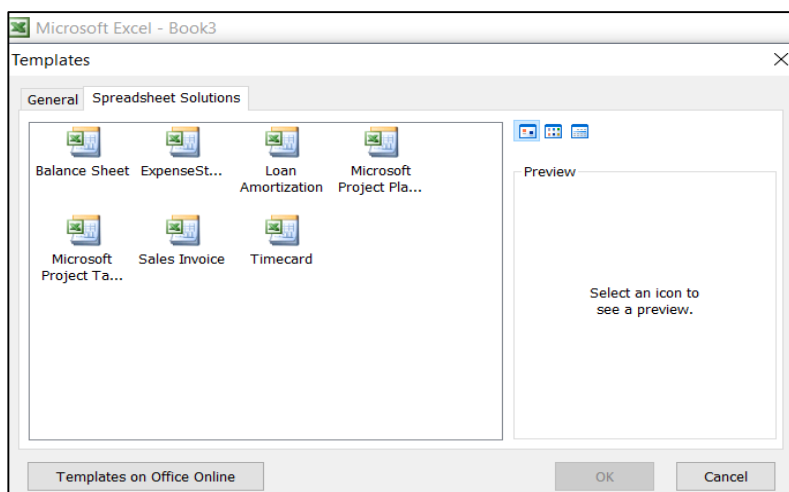 Microsoft Excel - Book3
Templates
General
Spreadsheet Solutions
Balance Sheet
ExpenseSt...
Loan
Amortization
Microsoft
Project Pla...
Microsoft
Project Ta...
Sales Invoice
Timecard
Preview
Select an icon to
see a preview.
Templates on Office Online
OK
Cancel